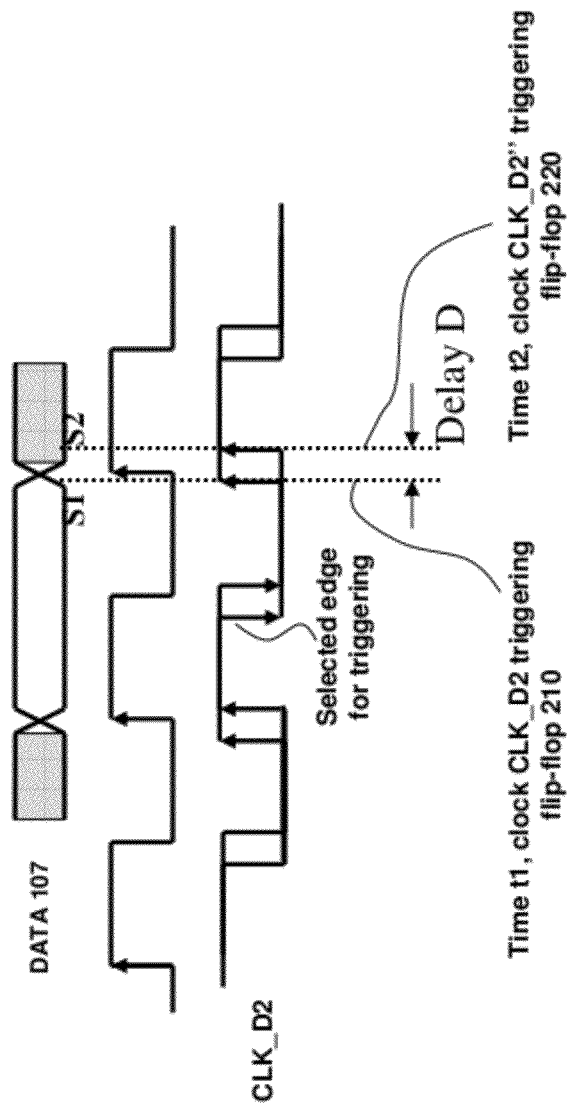 DATA 107
S1
S2
CLK_D2
Selected edge
for triggering
Delay D
Time t1, clock CLK_D2 triggering
flip-flop 210
Time t2, clock CLK_D2" triggering
flip-flop 220